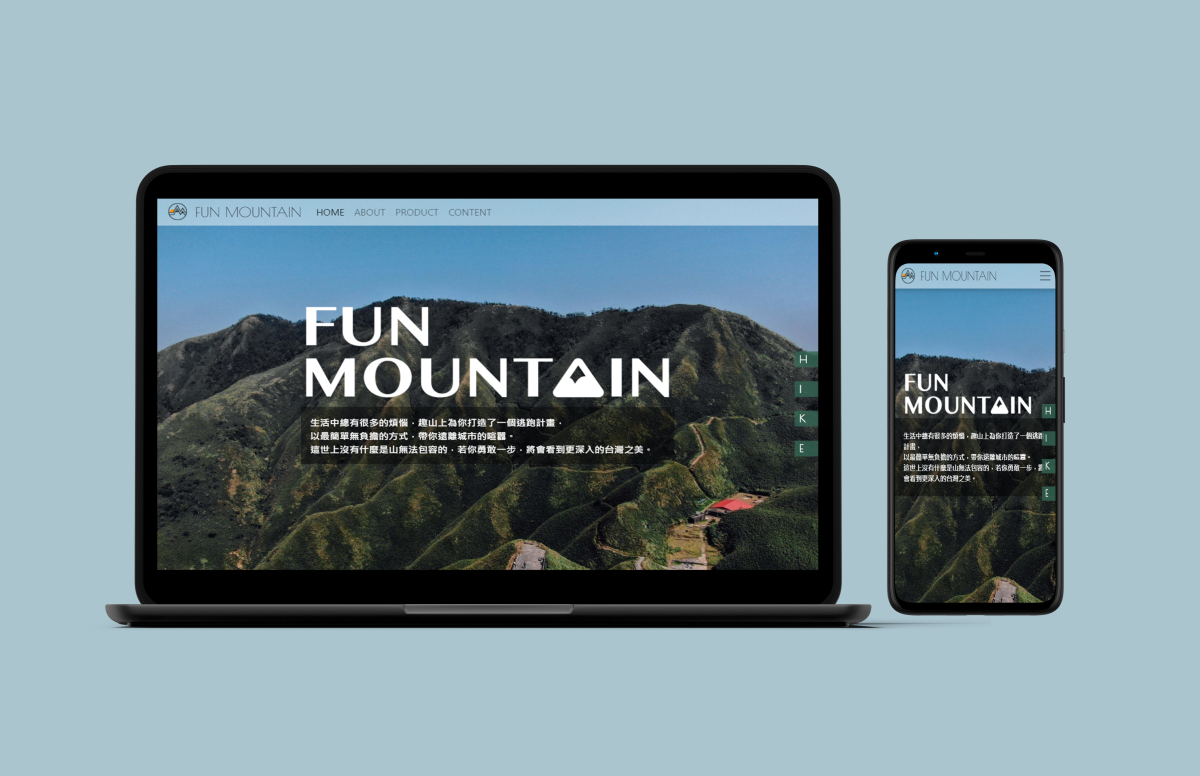 FUN MOUNTAIN HOME ABOUT PRODUCT CONTENT
FUN
MOUNTAIN
生活中總有很多的煩惱，趣山上為你打造了一個逃跑計畫，
以最簡單無負擔的方式，帶你遠離城市的喧囂。
這世上沒有什麼是山無法包容的，若你勇敢一步，將會看到更深入的台灣之美。
H
I
K
E
FUN MOUNTAIN
FUN
MOUNTAIN
生活中總有很多的煩惱，趣山上為你打造了一個逃跑
計畫，
以最簡單無負擔的方式，帶你遠離城市的喧囂。
這世上沒有什麼是山無法包容的，若你勇敢一步，將
會看到更深入的台灣之美。
H
I
K
E